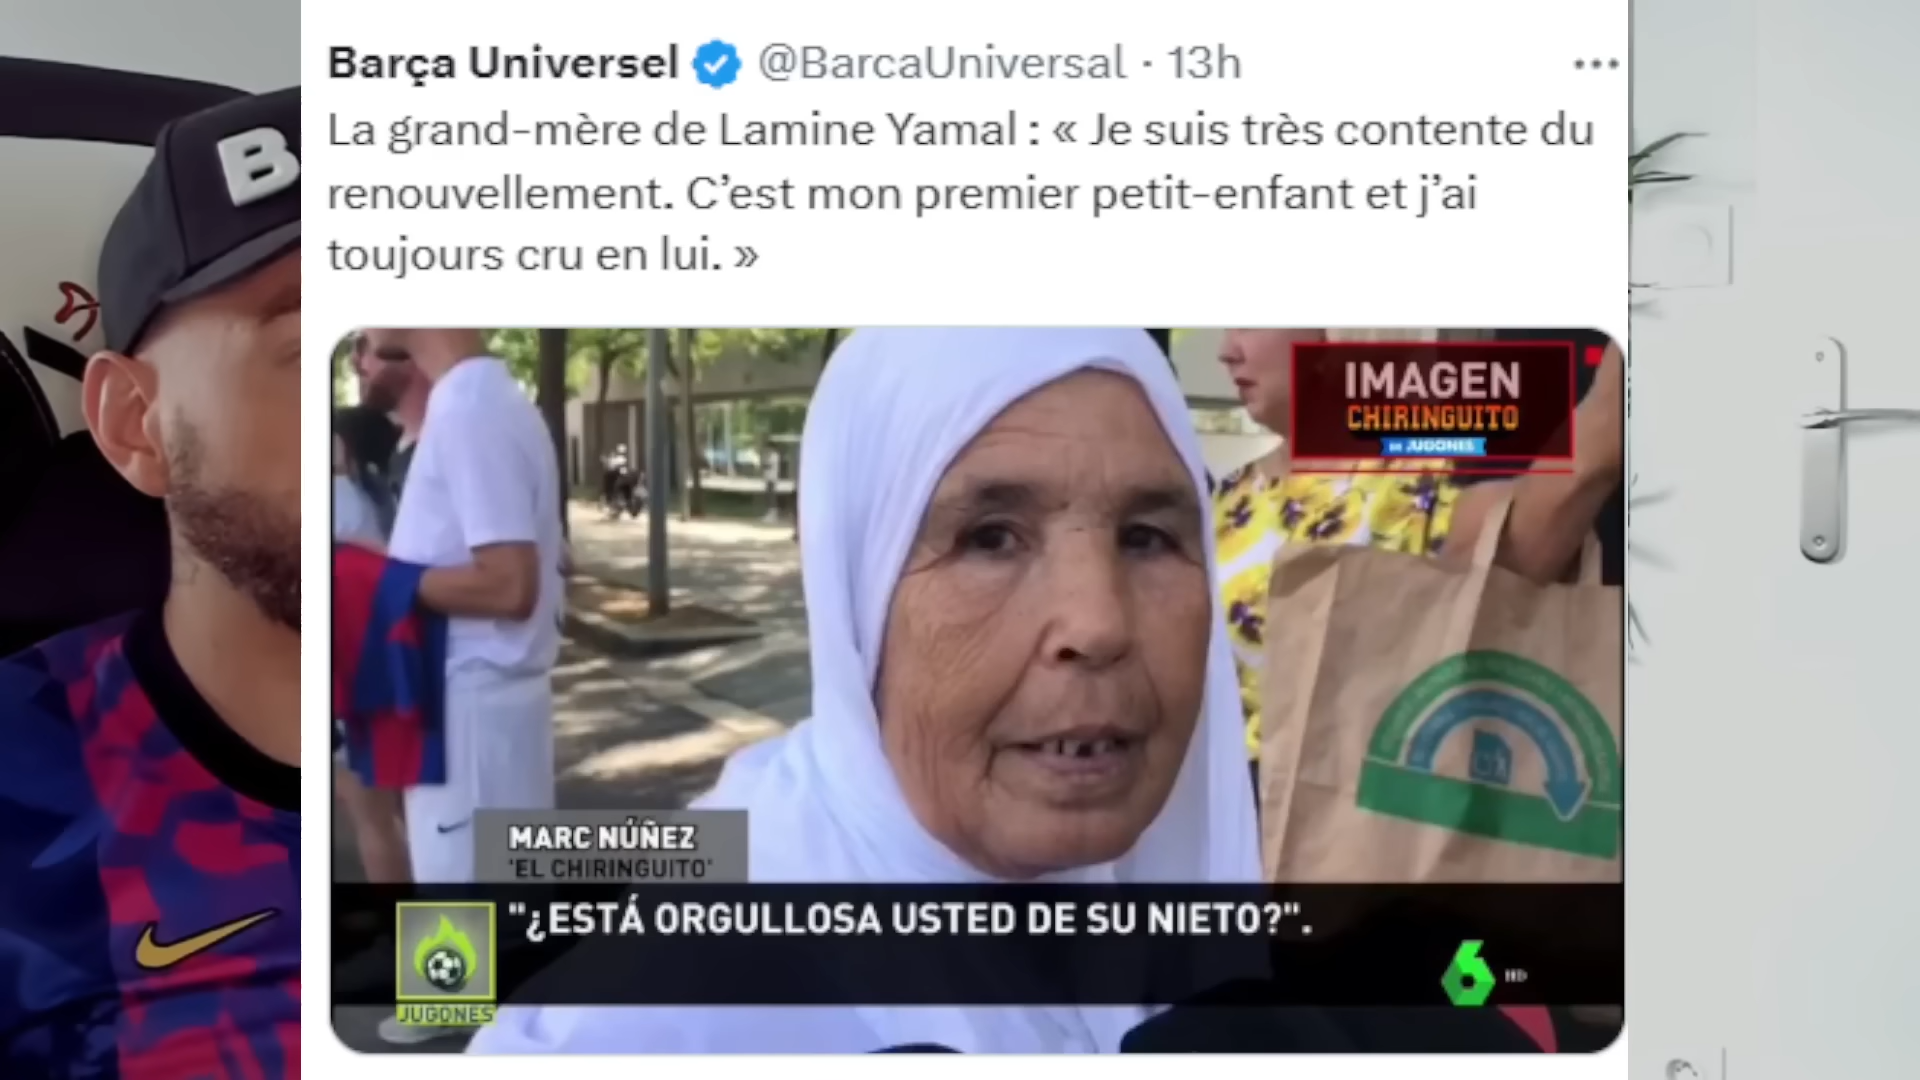 Barça Universel @BarcaUniversal · 13h
La grand-mère de Lamine Yamal : « Je suis très contente du
renouvellement. C’est mon premier petit-enfant et j’ai
toujours cru en lui. »
B
IMAGEN
CHIRINGUITO
DE JUGONES
MARC NÚÑEZ
'EL CHIRINGUITO'
"¿ESTÁ ORGULLOSA USTED DE SU NIETO?".
JUGONES
6 HD